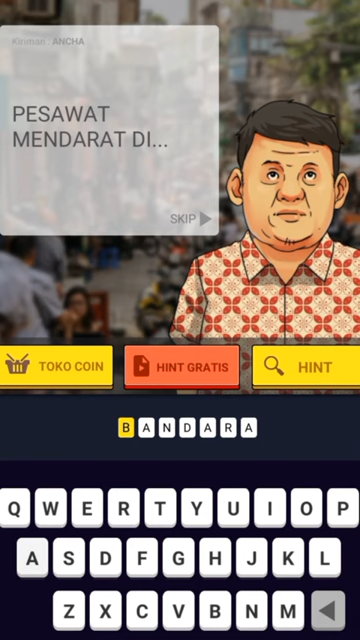 Kiriman : ANCHA
PESAWAT
MENDARAT DI...
SKIP
TOKO COIN
HINT GRATIS
HINT
BANDARA
Q W E R T Y U I O P
A S D F G H J K L
Z X C V B N M